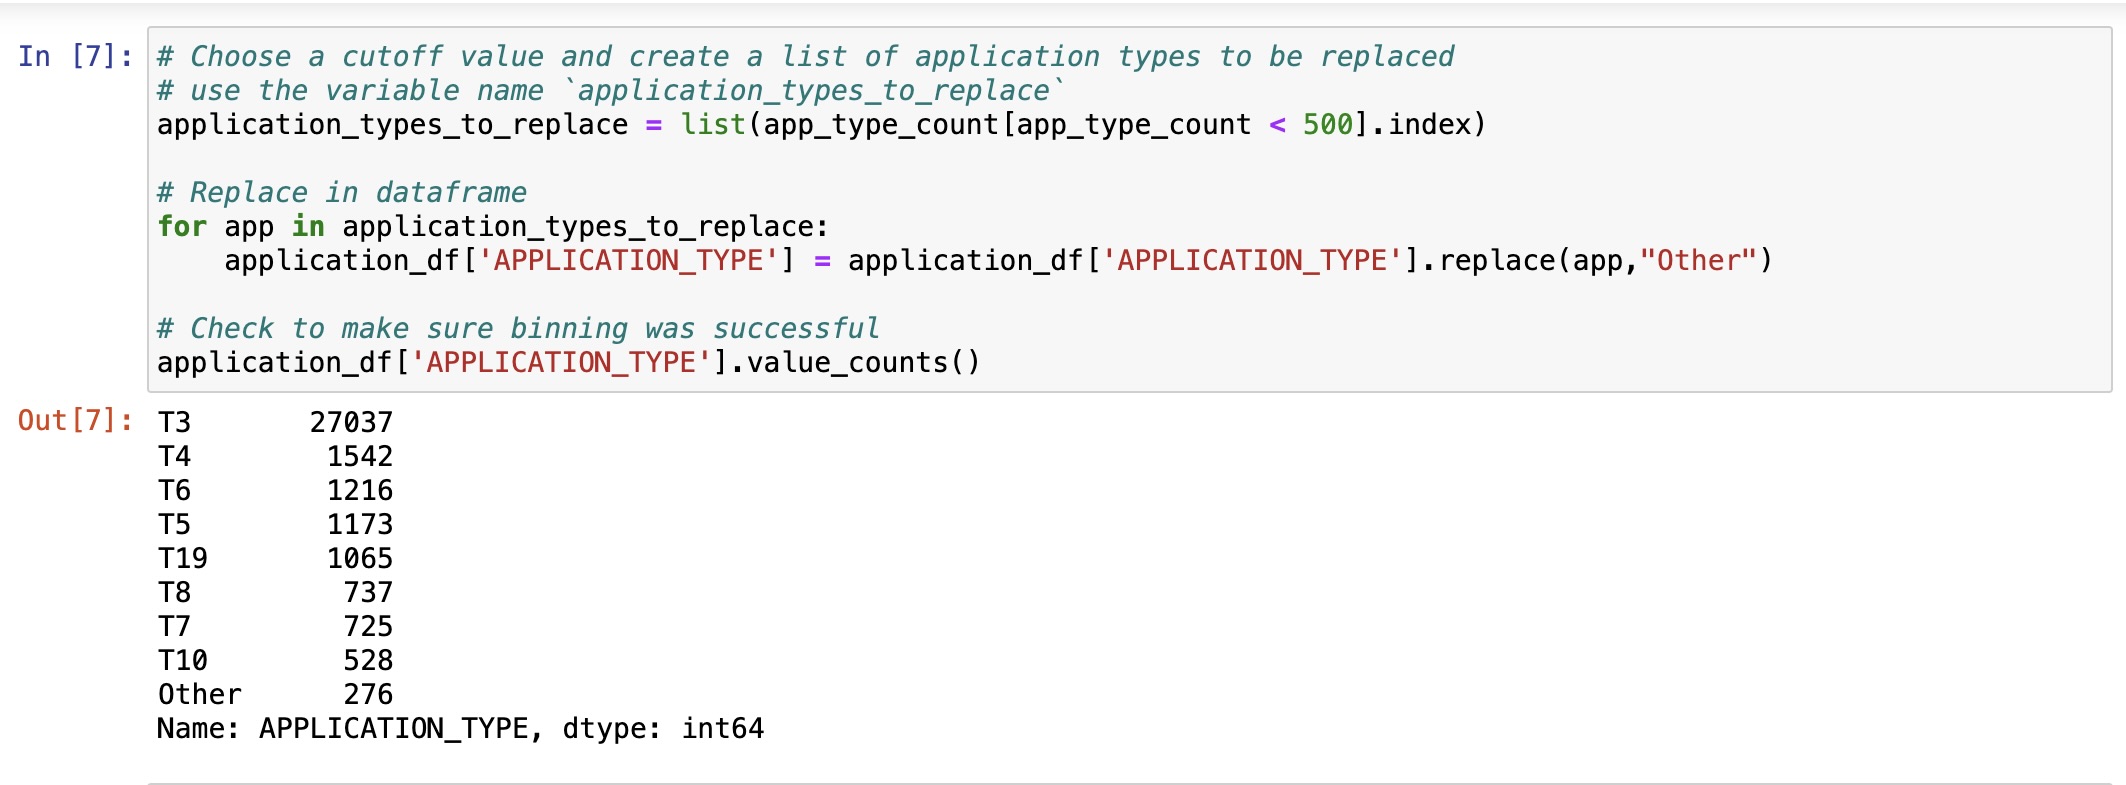 In [7]:
# Choose a cutoff value and create a list of application types to be replaced
# use the variable name `application_types_to_replace`
application_types_to_replace = list(app_type_count[app_type_count < 500].index)

# Replace in dataframe
for app in application_types_to_replace:
    application_df['APPLICATION_TYPE'] = application_df['APPLICATION_TYPE'].replace(app,"Other")

# Check to make sure binning was successful
application_df['APPLICATION_TYPE'].value_counts()
Out[7]:
T3       27037
T4        1542
T6        1216
T5        1173
T19       1065
T8         737
T7         725
T10        528
Other      276
Name: APPLICATION_TYPE, dtype: int64